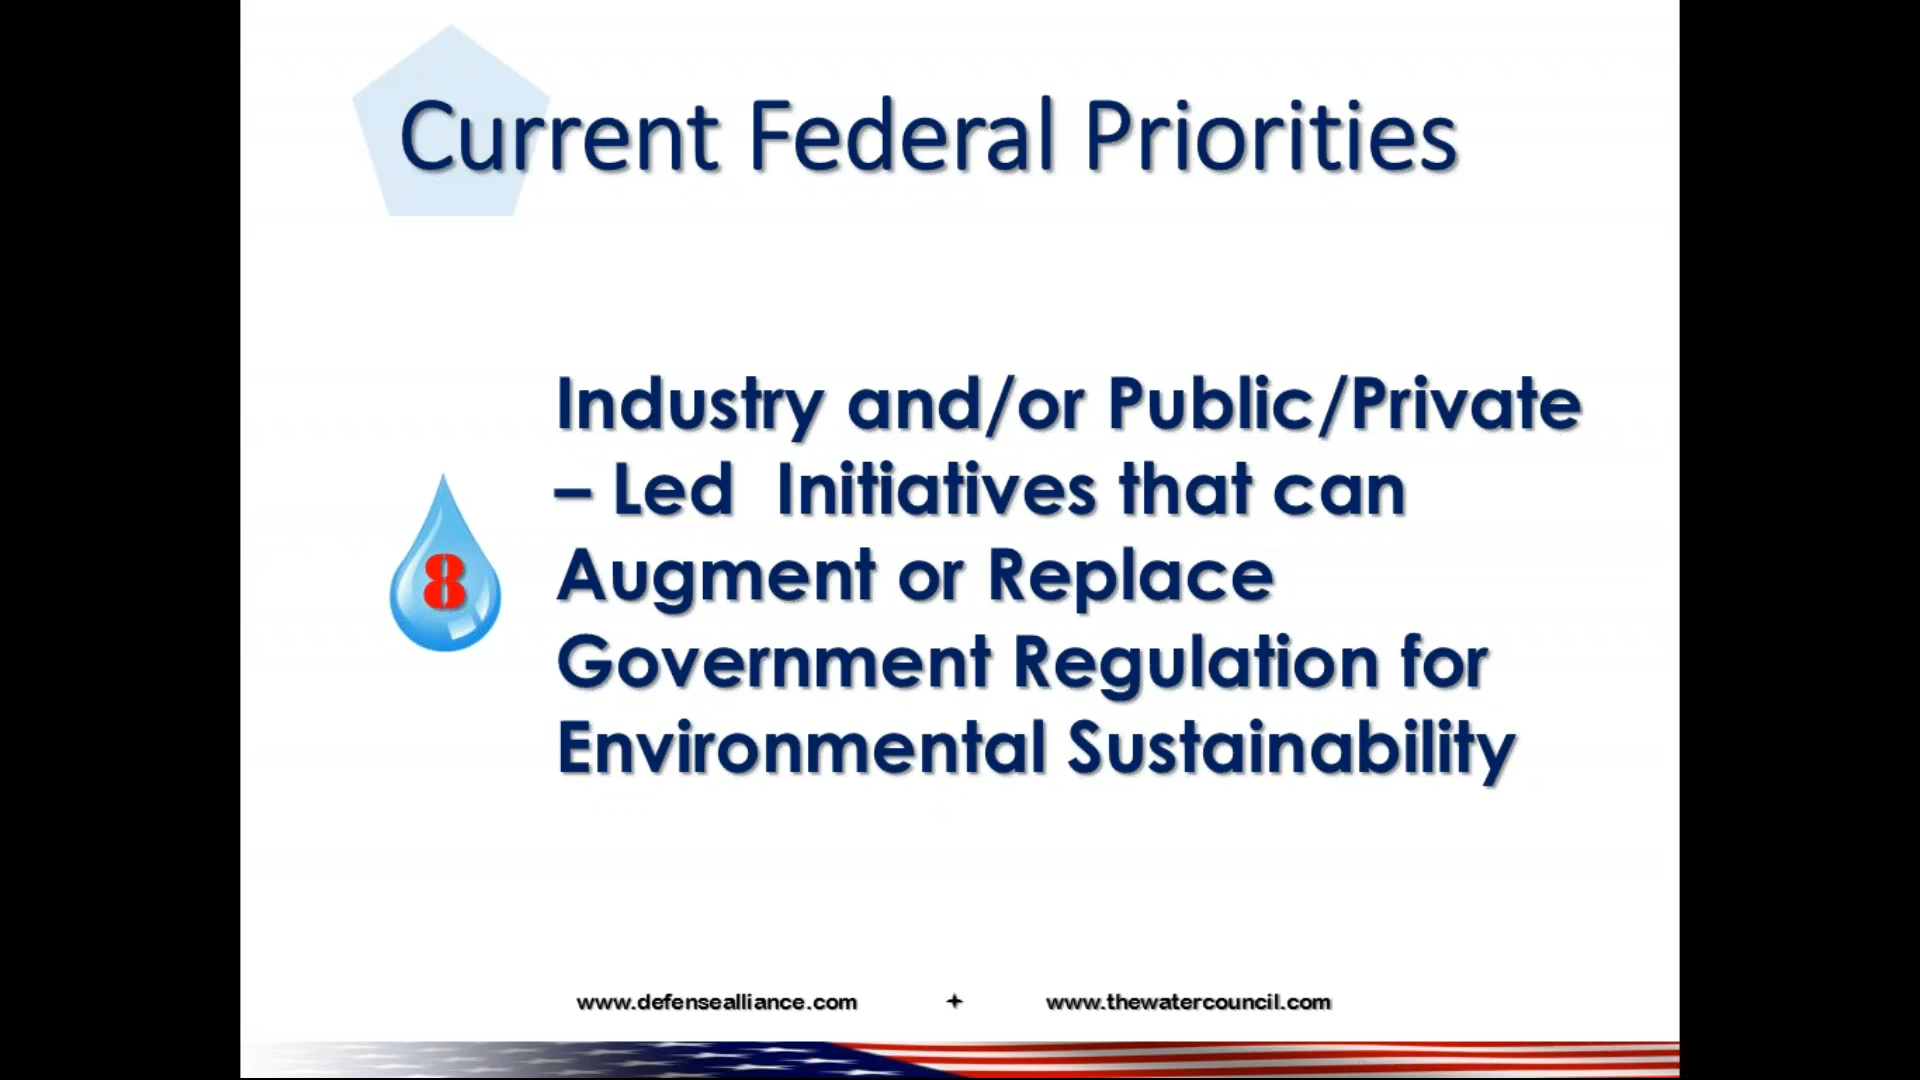 Current Federal Priorities
8
Industry and/or Public/Private
– Led  Initiatives that can
Augment or Replace
Government Regulation for
Environmental Sustainability
www.defensealliance.com + www.thewatercouncil.com